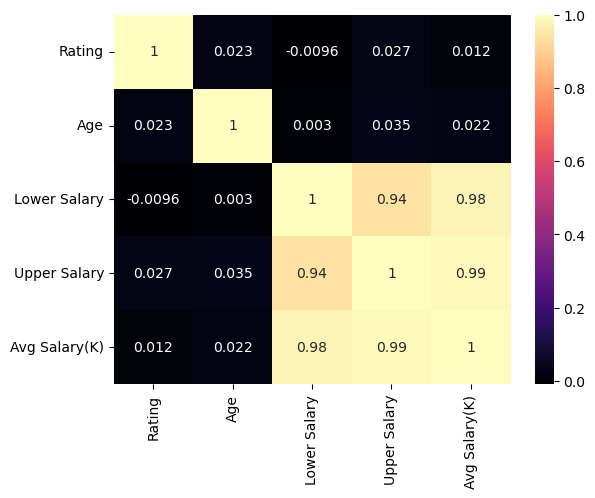 Rating 1 0.023 -0.0096 0.027 0.012
Age 0.023 1 0.003 0.035 0.022
Lower Salary -0.0096 0.003 1 0.94 0.98
Upper Salary 0.027 0.035 0.94 1 0.99
Avg Salary(K) 0.012 0.022 0.98 0.99 1
Rating
Age
Lower Salary
Upper Salary
Avg Salary(K)
1.0
0.8
0.6
0.4
0.2
0.0